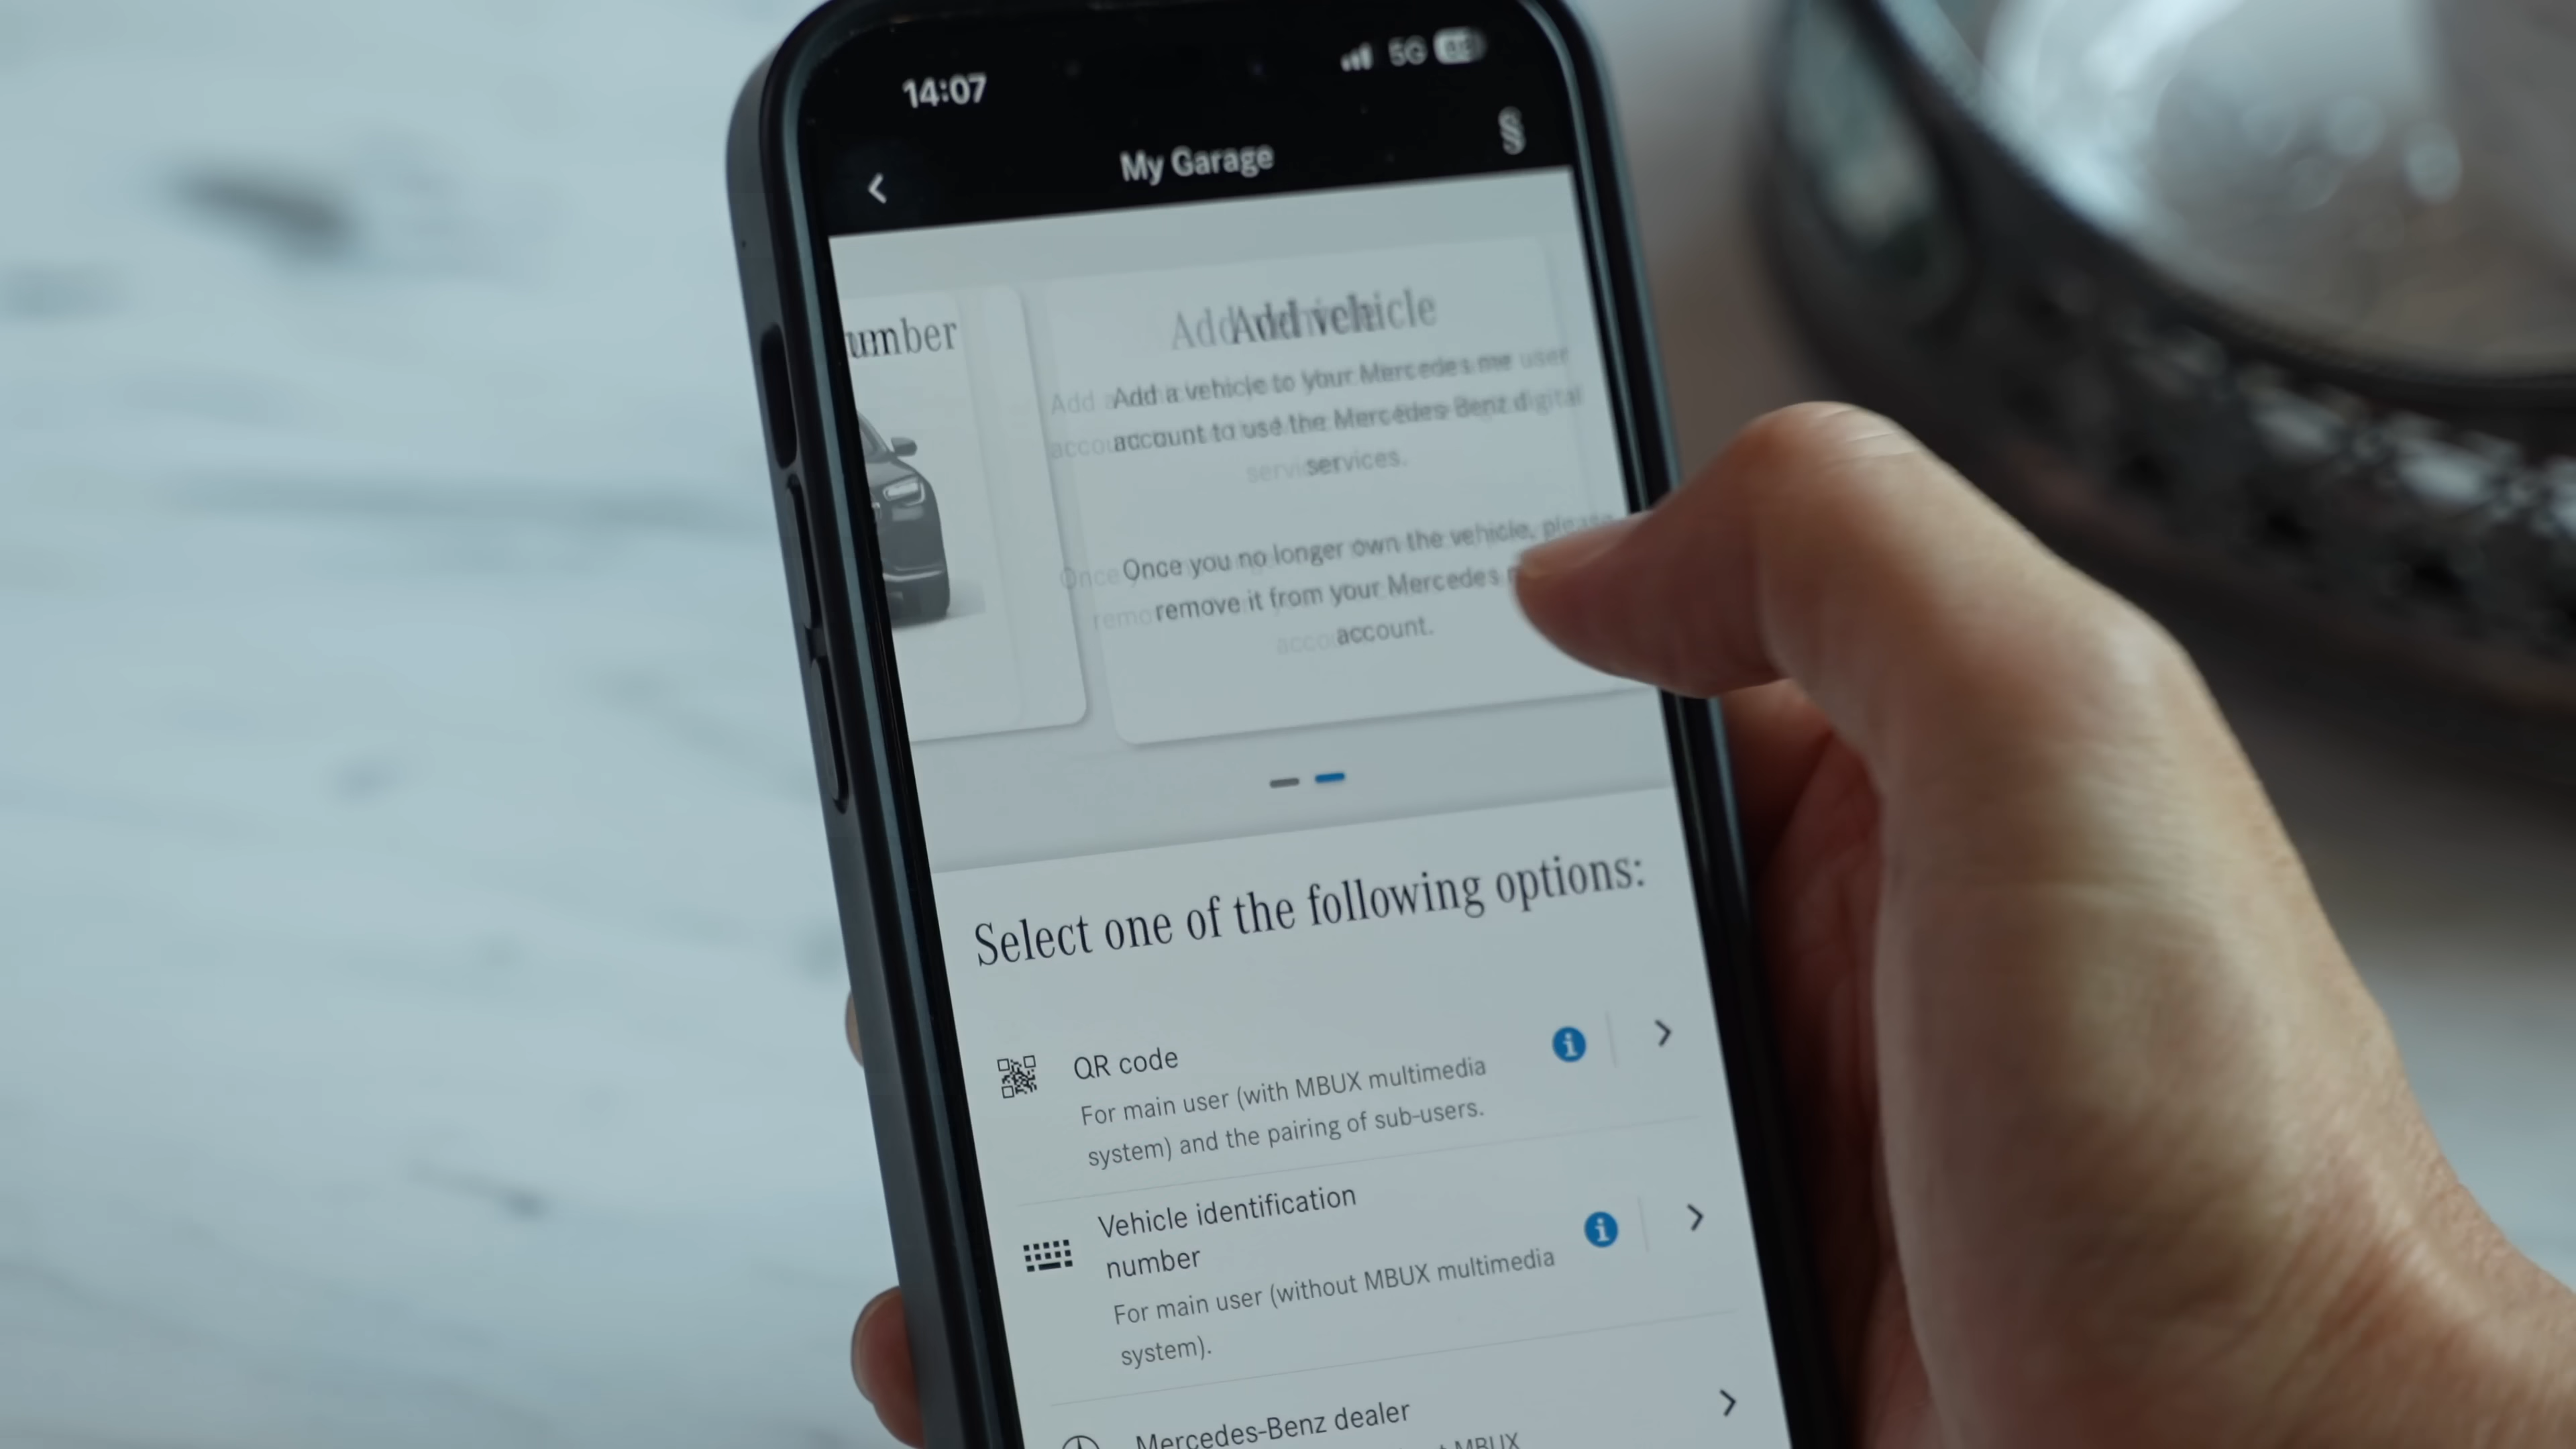 14:07
5G
My Garage
§
umber
Add vehicle
Add a vehicle to your Mercedes me user
account to use the Mercedes-Benz digital
services.
Once you no longer own the vehicle, please
remove it from your Mercedes
account.
Select one of the following options:
QR code
For main user (with MBUX multimedia
system) and the pairing of sub-users.
Vehicle identification
number
For main user (without MBUX multimedia
system).
Mercedes-Benz dealer
MBUX